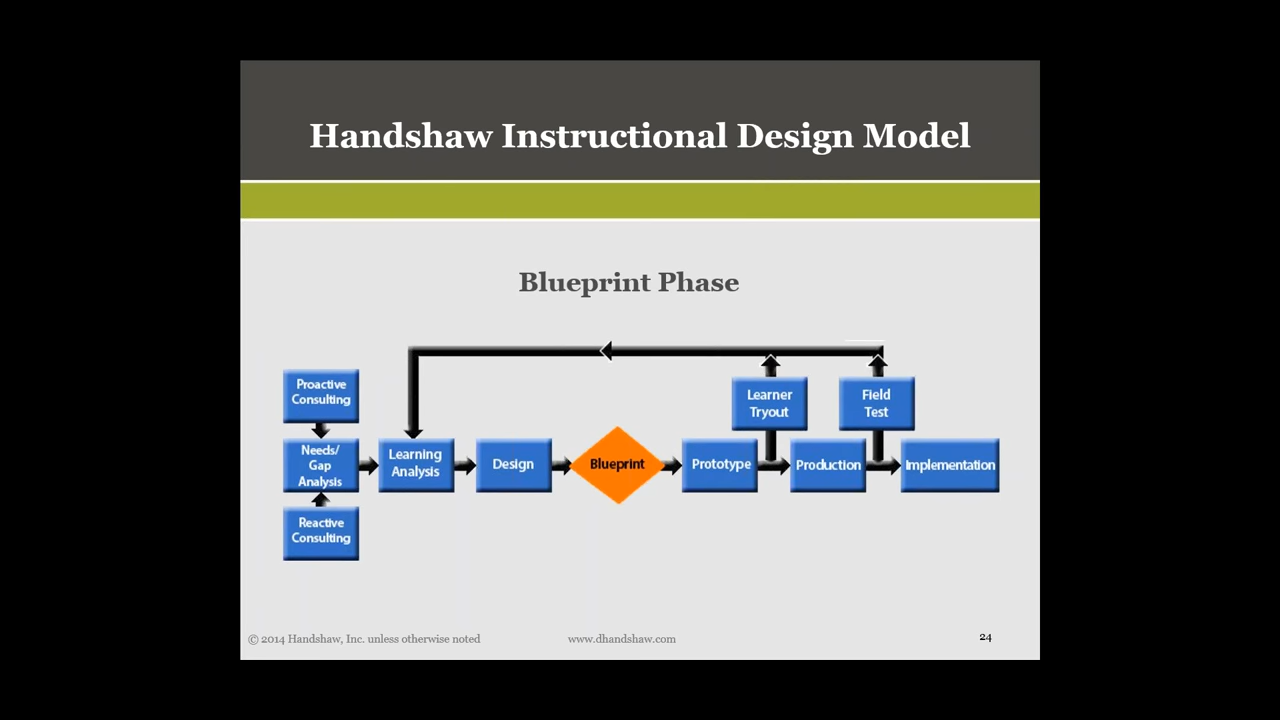 Handshaw Instructional Design Model
Blueprint Phase
Proactive
Consulting
Needs/
Gap
Analysis
Reactive
Consulting
Learning
Analysis
Design
Blueprint
Prototype
Learner
Tryout
Production
Field
Test
Implementation
© 2014 Handshaw, Inc. unless otherwise noted
www.dhandshaw.com
24